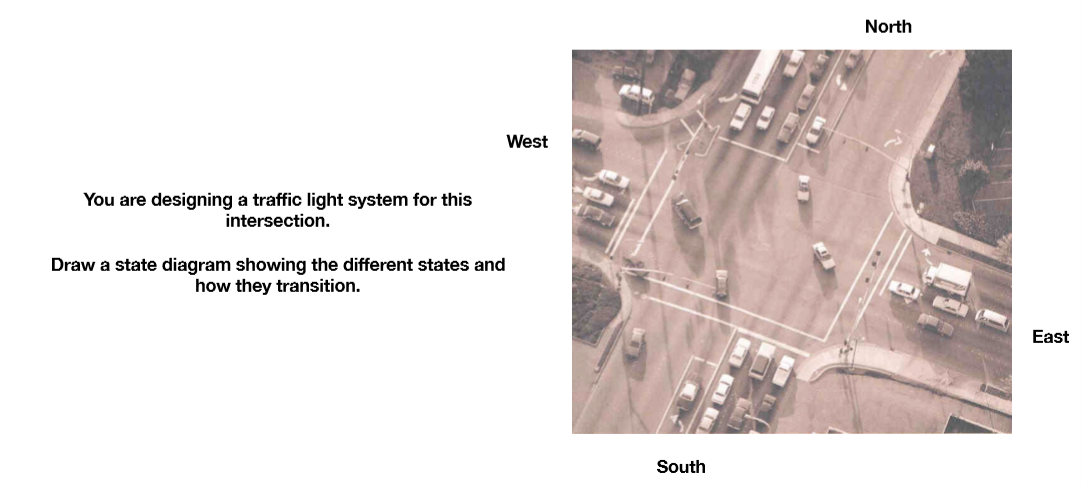 North
West
You are designing a traffic light system for this
intersection.
Draw a state diagram showing the different states and
how they transition.
East
South